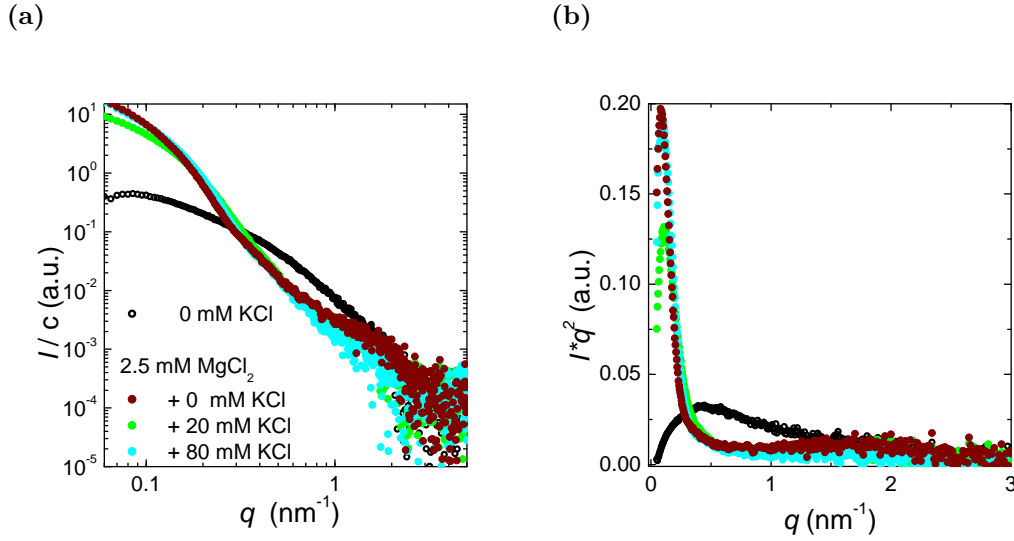 (a)
(b)
10¹
10⁰
10⁻¹
10⁻²
10⁻³
10⁻⁴
10⁻⁵
I / c (a.u.)
0 mM KCl
2.5 mM MgCl₂
+ 0 mM KCl
+ 20 mM KCl
+ 80 mM KCl
0.1
1
q (nm⁻¹)
0.20
0.15
0.10
0.05
0.00
I*q² (a.u.)
0
1
2
3
q (nm⁻¹)